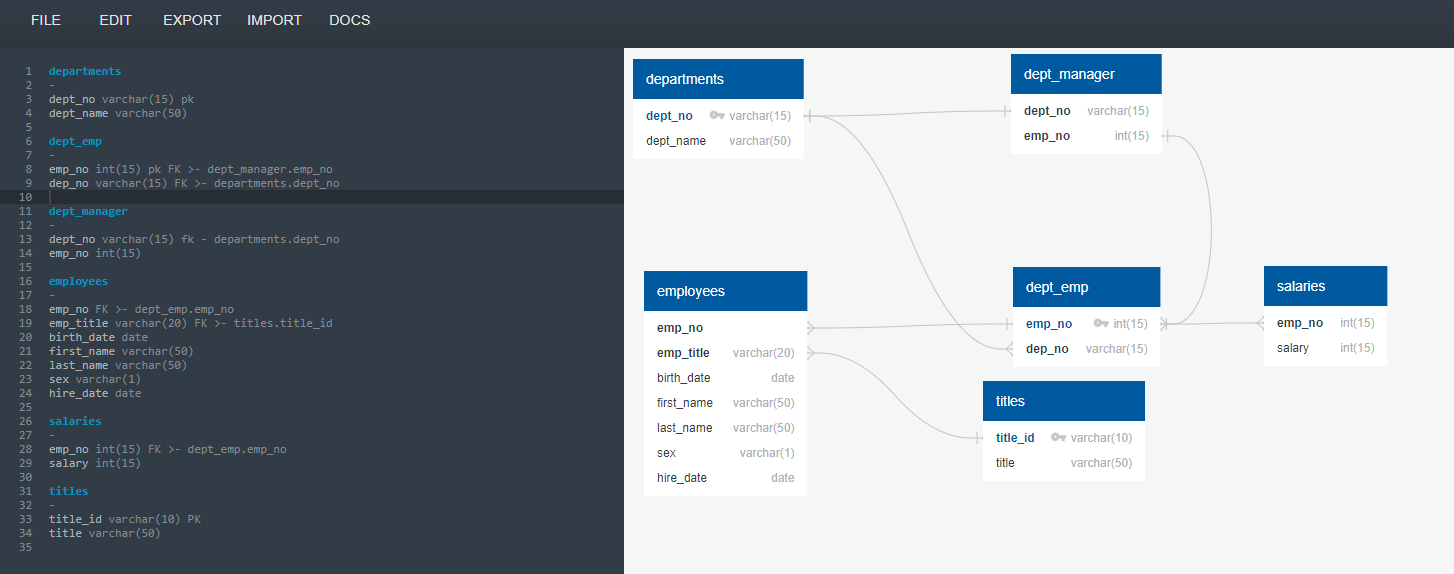 FILE EDIT EXPORT IMPORT DOCS
1 departments
2 -
3 dept_no varchar(15) pk
4 dept_name varchar(50)
5
6 dept_emp
7 -
8 emp_no int(15) pk FK >- dept_manager.emp_no
9 dep_no varchar(15) FK >- departments.dept_no
10
11 dept_manager
12 -
13 dept_no varchar(15) fk - departments.dept_no
14 emp_no int(15)
15
16 employees
17 -
18 emp_no FK >- dept_emp.emp_no
19 emp_title varchar(20) FK >- titles.title_id
20 birth_date date
21 first_name varchar(50)
22 last_name varchar(50)
23 sex varchar(1)
24 hire_date date
25
26 salaries
27 -
28 emp_no int(15) FK >- dept_emp.emp_no
29 salary int(15)
30
31 titles
32 -
33 title_id varchar(10) PK
34 title varchar(50)
35
departments
dept_no varchar(15)
dept_name varchar(50)
dept_manager
dept_no varchar(15)
emp_no int(15)
employees
emp_no
emp_title varchar(20)
birth_date date
first_name varchar(50)
last_name varchar(50)
sex varchar(1)
hire_date date
dept_emp
emp_no int(15)
dep_no varchar(15)
salaries
emp_no int(15)
salary int(15)
titles
title_id varchar(10)
title varchar(50)